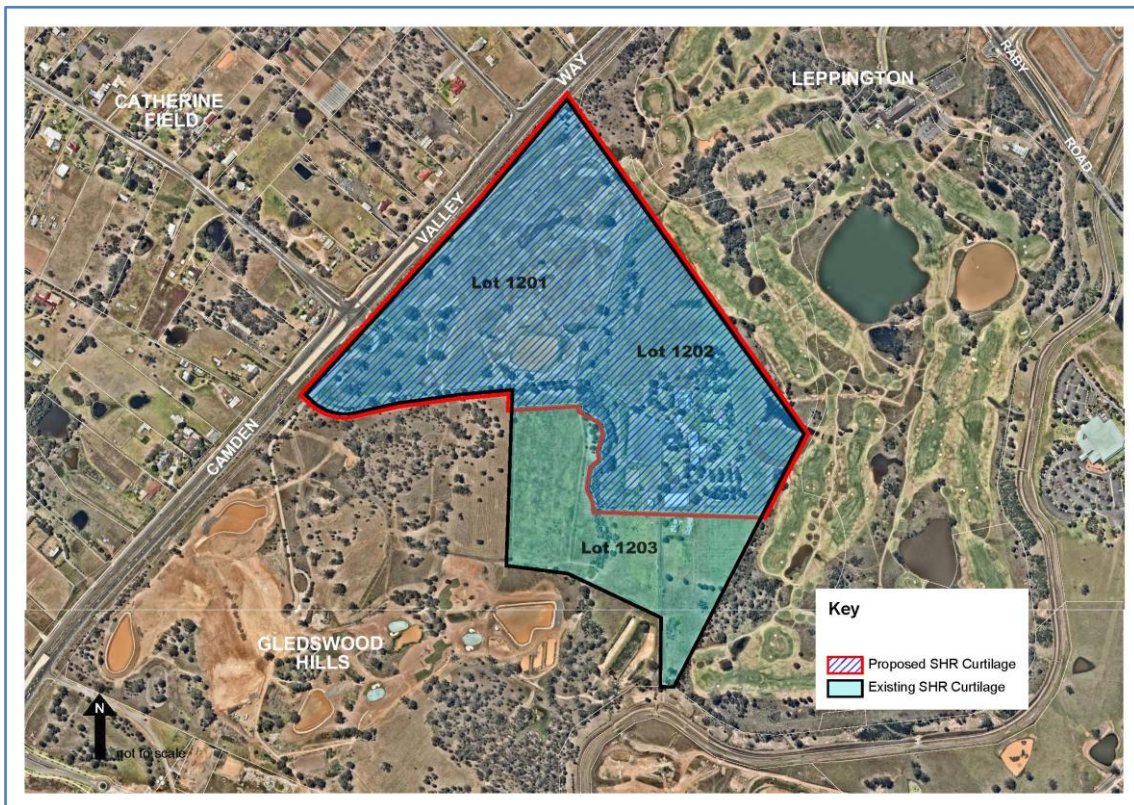 WAY
LEPPINGTON
RABY
ROAD
CATHERINE
FIELD
VALLEY
Lot 1201
Lot 1202
CAMDEN
Lot 1203
Key
Proposed SHR Curtilage
Existing SHR Curtilage
GLEDSWOOD
HILLS
N
not to scale